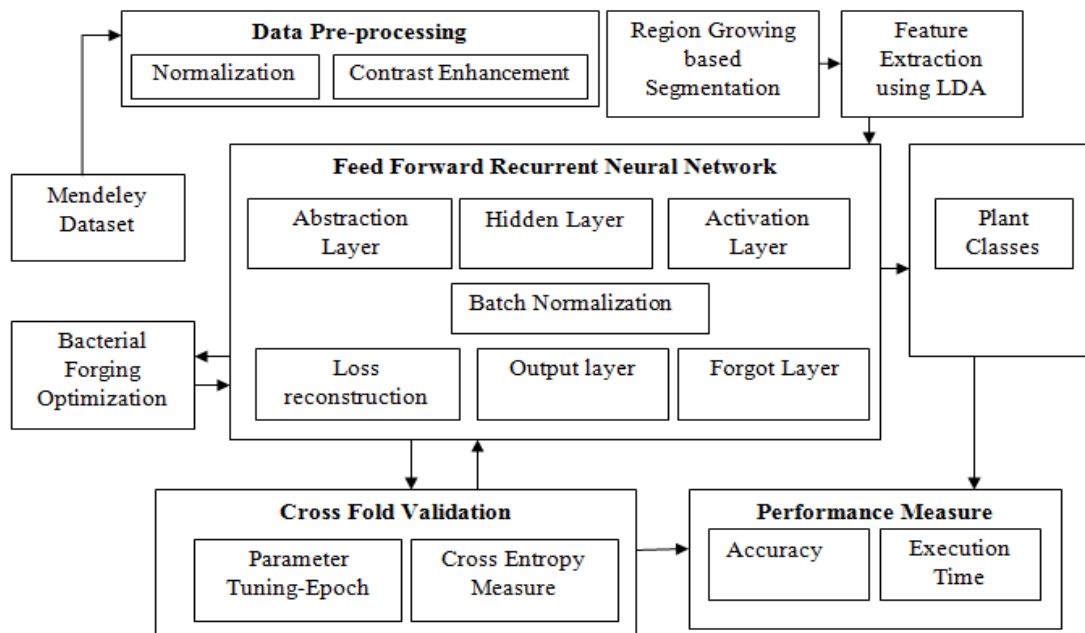 Data Pre-processing
Normalization
Contrast Enhancement
Region Growing
based
Segmentation
Feature
Extraction
using LDA
Mendeley
Dataset
Feed Forward Recurrent Neural Network
Abstraction
Layer
Hidden Layer
Activation
Layer
Batch Normalization
Loss
reconstruction
Output layer
Forgot Layer
Plant
Classes
Bacterial
Forging
Optimization
Cross Fold Validation
Parameter
Tuning-Epoch
Cross Entropy
Measure
Performance Measure
Accuracy
Execution
Time